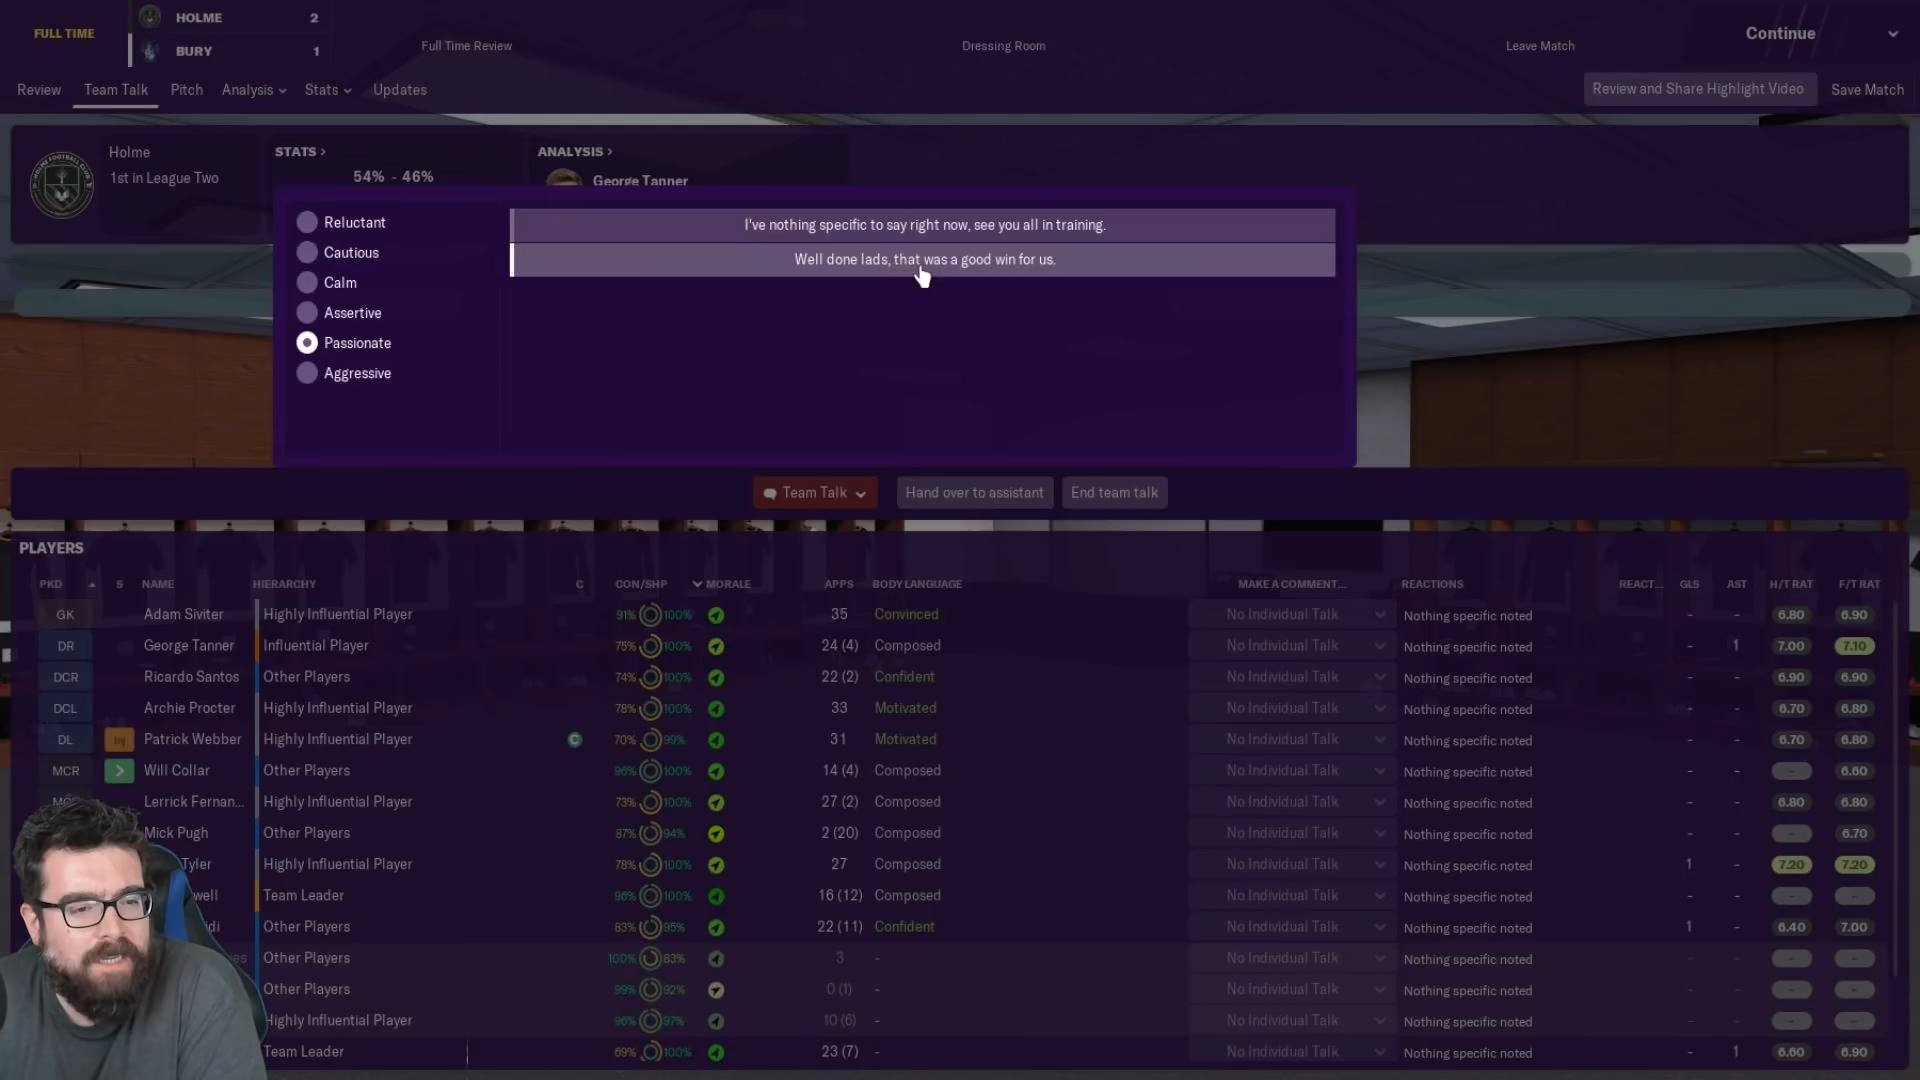 FULL TIME
HOLME 2
BURY 1
Full Time Review
Dressing Room
Leave Match
Continue
Review
Team Talk
Pitch
Analysis
Stats
Updates
Review and Share Highlight Video
Save Match
Holme
1st in League Two
STATS >
54% - 46%
ANALYSIS >
George Tanner
Reluctant
Cautious
Calm
Assertive
Passionate
Aggressive
I've nothing specific to say right now, see you all in training.
Well done lads, that was a good win for us.
Team Talk
Hand over to assistant
End team talk
PLAYERS
PKD S NAME HIERARCHY C CON/SHP MORALE APPS BODY LANGUAGE MAKE A COMMENT... REACTIONS REACT... GLS AST H/T RAT F/T RAT
GK Adam Siviter Highly Influential Player 91% 100% 35 Convinced No Individual Talk Nothing specific noted - - 6.80 6.90
DR George Tanner Influential Player 75% 100% 24 (4) Composed No Individual Talk Nothing specific noted - 1 7.00 7.10
DCR Ricardo Santos Other Players 74% 100% 22 (2) Confident No Individual Talk Nothing specific noted - - 6.90 6.90
DCL Archie Procter Highly Influential Player 78% 100% 33 Motivated No Individual Talk Nothing specific noted - - 6.70 6.80
DL Inj Patrick Webber Highly Influential Player C 70% 99% 31 Motivated No Individual Talk Nothing specific noted - - 6.70 6.80
MCR Will Collar Other Players 96% 100% 14 (4) Composed No Individual Talk Nothing specific noted - - - 6.60
Lerrick Fernan... Highly Influential Player 73% 100% 27 (2) Composed No Individual Talk Nothing specific noted - - 6.80 6.80
Mick Pugh Other Players 87% 94% 2 (20) Composed No Individual Talk Nothing specific noted - - - 6.70
Tyler Highly Influential Player 78% 100% 27 Composed No Individual Talk Nothing specific noted 1 - 7.20 7.20
well Team Leader 96% 100% 16 (12) Composed No Individual Talk Nothing specific noted - - - -
di Other Players 83% 95% 22 (11) Confident No Individual Talk Nothing specific noted 1 - 6.40 7.00
es Other Players 100% 83% 3 - No Individual Talk Nothing specific noted - - - -
Other Players 99% 92% 0 (1) - No Individual Talk Nothing specific noted - - - -
Highly Influential Player 96% 97% 10 (6) - No Individual Talk Nothing specific noted - - - -
Team Leader 69% 100% 23 (7) - No Individual Talk Nothing specific noted - 1 6.60 6.90